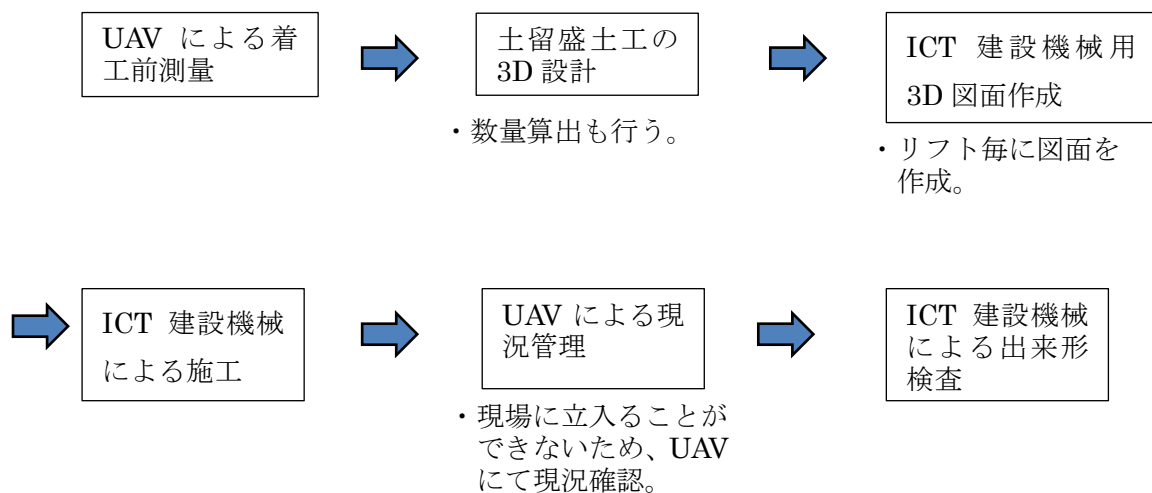 UAV による着
工前測量
土留盛土工の
3D 設計
・数量算出も行う。
ICT 建設機械用
3D 図面作成
・リフト毎に図面を
作成。
ICT 建設機械
による施工
UAV による現
況管理
・現場に立入ることが
できないため、UAV
にて現況確認。
ICT 建設機械
による出来形
検査